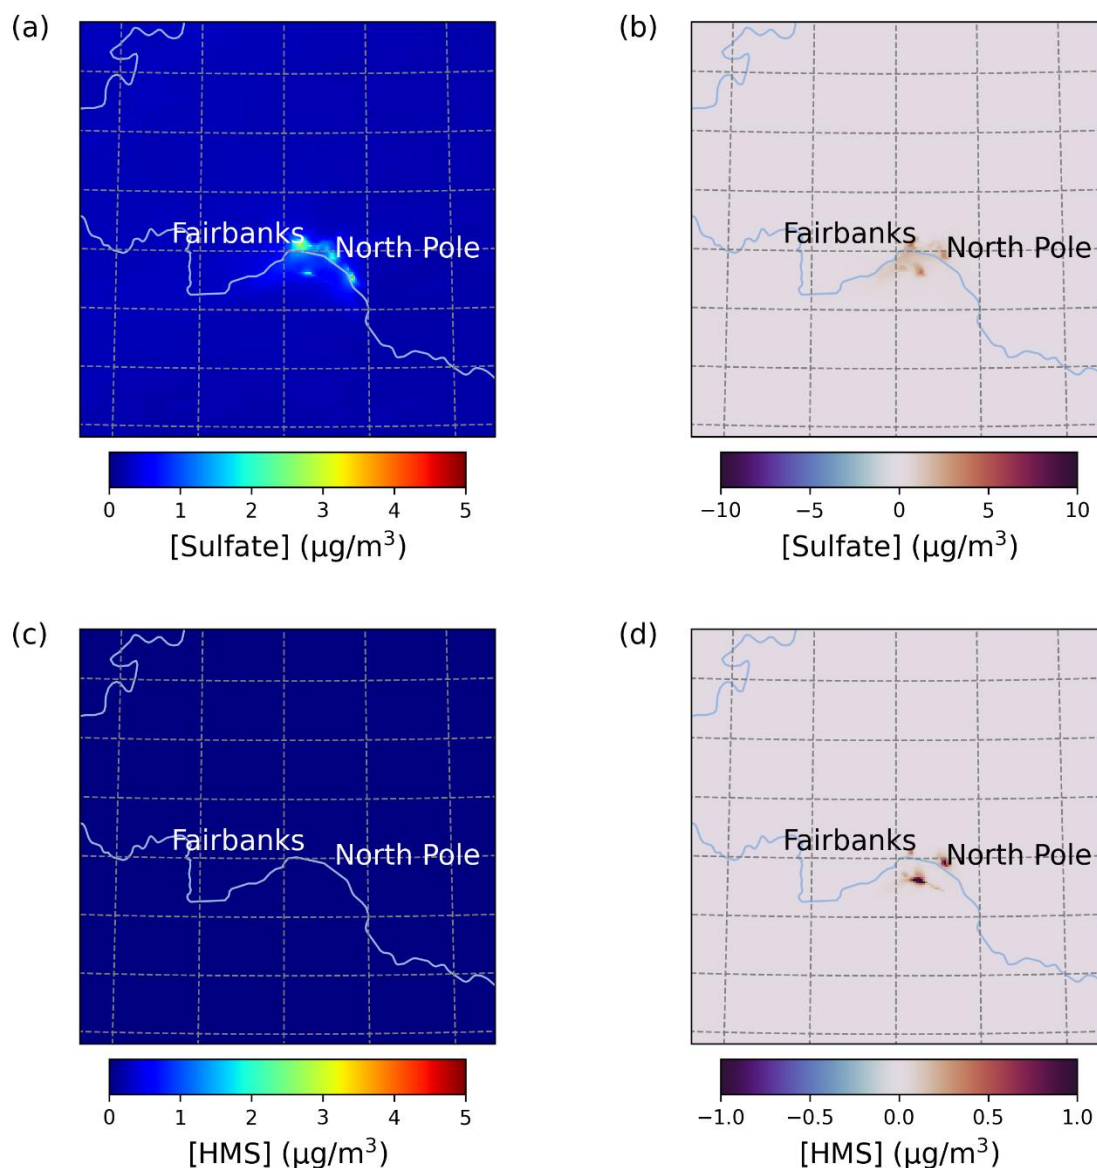 (a)
Fairbanks
North Pole
0 1 2 3 4 5
[Sulfate] (μg/m³)
(b)
Fairbanks
North Pole
−10 −5 0 5 10
[Sulfate] (μg/m³)
(c)
Fairbanks
North Pole
0 1 2 3 4 5
[HMS] (μg/m³)
(d)
Fairbanks
North Pole
−1.0 −0.5 0.0 0.5 1.0
[HMS] (μg/m³)